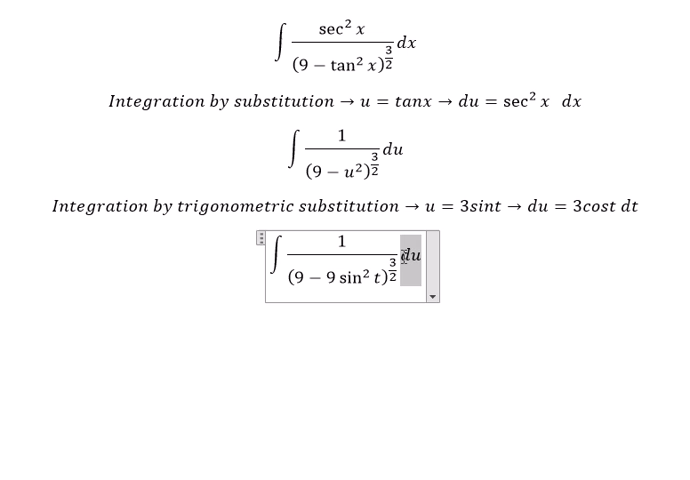 ∫ sec² x / (9 − tan² x)^(3/2) dx
Integration by substitution → u = tanx → du = sec² x dx
∫ 1 / (9 − u²)^(3/2) du
Integration by trigonometric substitution → u = 3sint → du = 3cost dt
∫ 1 / (9 − 9 sin² t)^(3/2) du